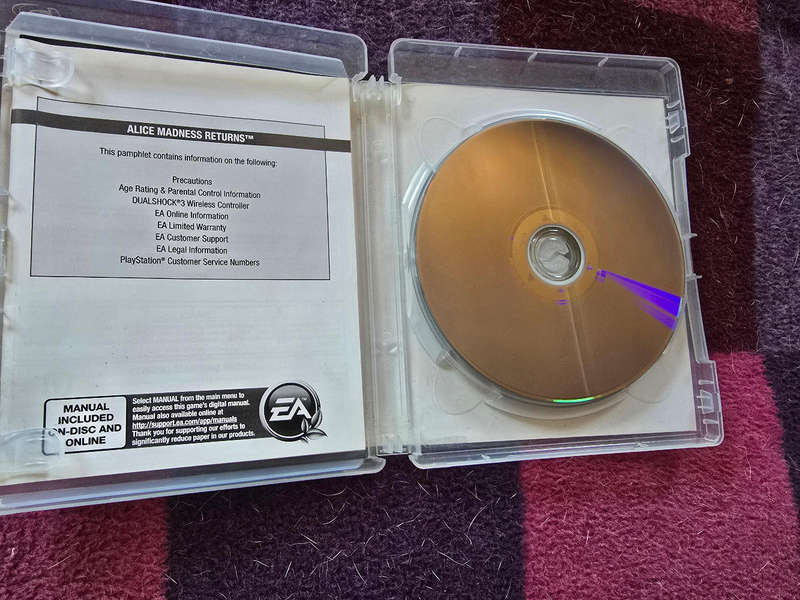 ALICE MADNESS RETURNS™
This pamphlet contains information on the following:
Precautions
Age Rating & Parental Control Information
DUALSHOCK®3 Wireless Controller
EA Online Information
EA Limited Warranty
EA Customer Support
EA Legal Information
PlayStation® Customer Service Numbers
MANUAL
INCLUDED
ON-DISC AND
ONLINE
Select MANUAL from the main menu to
easily access this game's digital manual.
Manual also available online at
http://support.ea.com/app/manuals
Thank you for supporting our efforts to
significantly reduce paper in our products.
EA